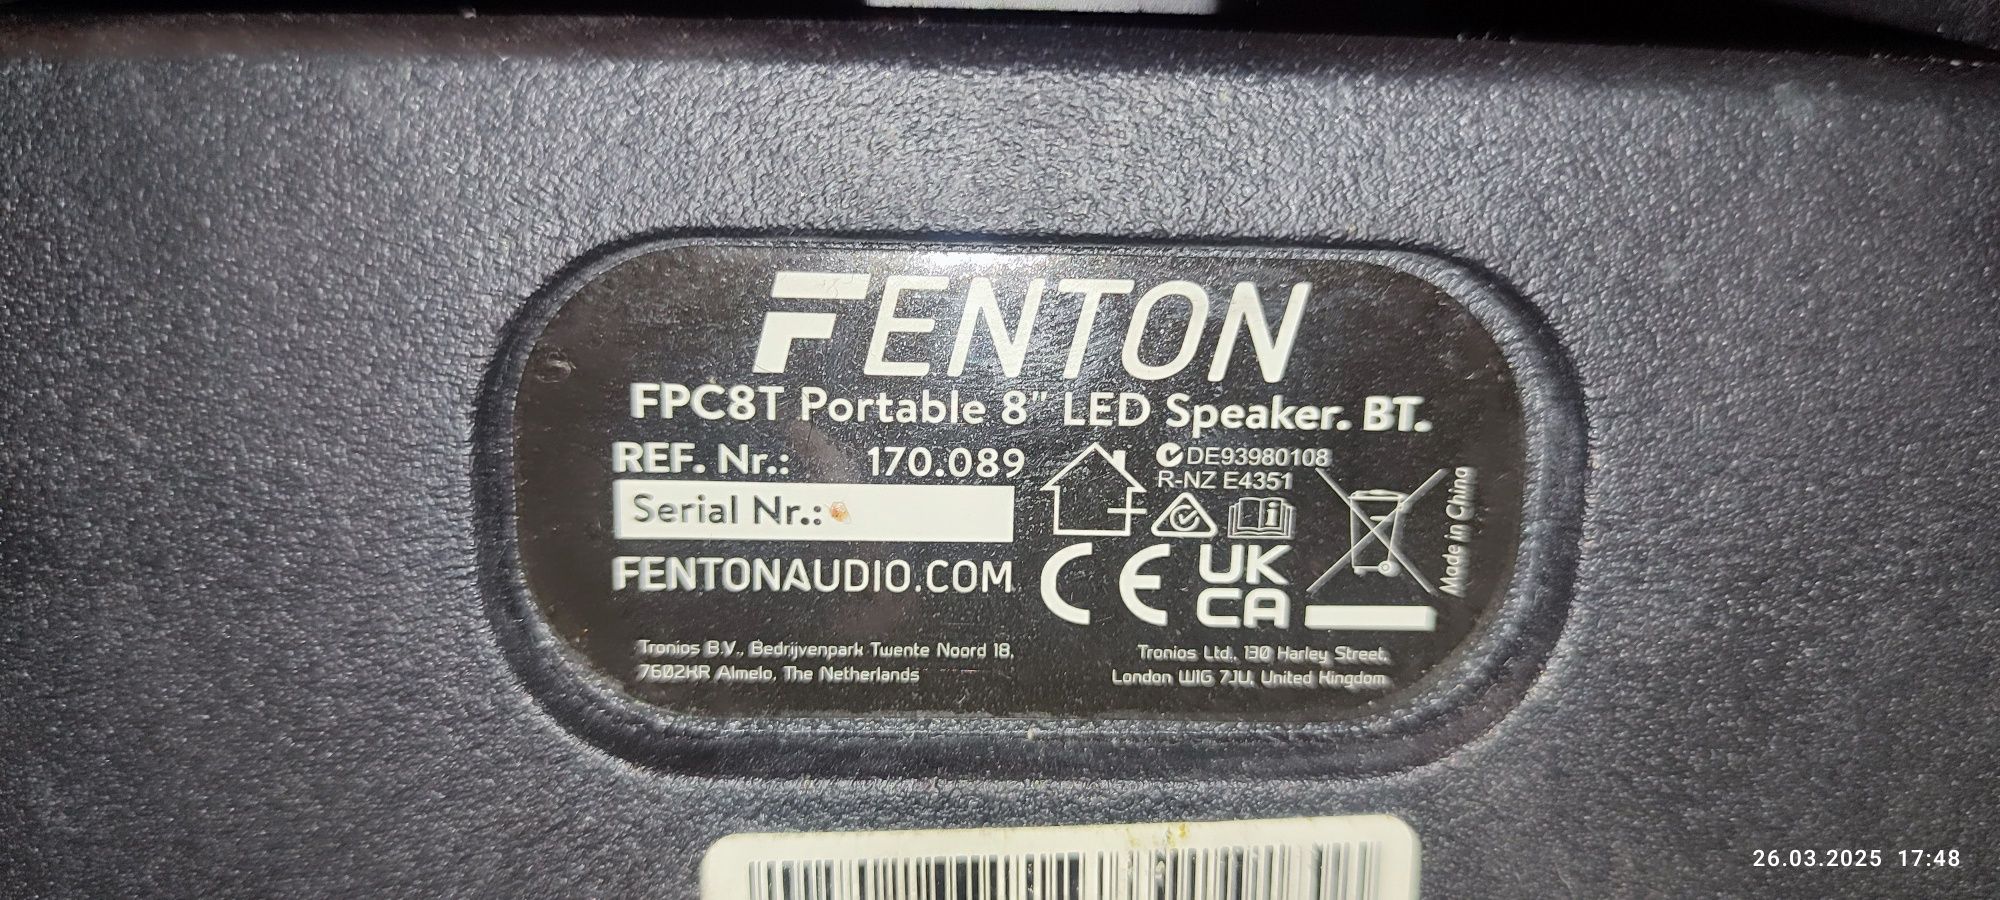 FENTON
FPC8T Portable 8" LED Speaker. BT.
REF. Nr.: 170.089
DE93980108
R-NZ E4351
Serial Nr.:
FENTONAUDIO.COM
CE
UK
CA
Made in China
Tronios B.V., Bedrijvenpark Twente Noord 18,
7602KR Almelo, The Netherlands
Tronios Ltd., 130 Harley Street,
London W1G 7JU, United Kingdom
26.03.2025 17:48